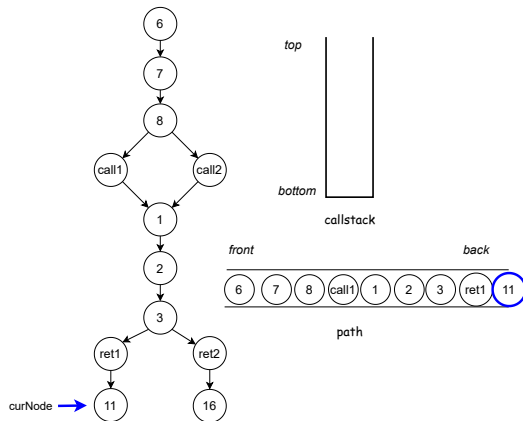 6
7
8
call1
call2
1
2
3
ret1
ret2
curNode
11
16
top
bottom
callstack
front
back
6 7 8 call1 1 2 3 ret1 11
path